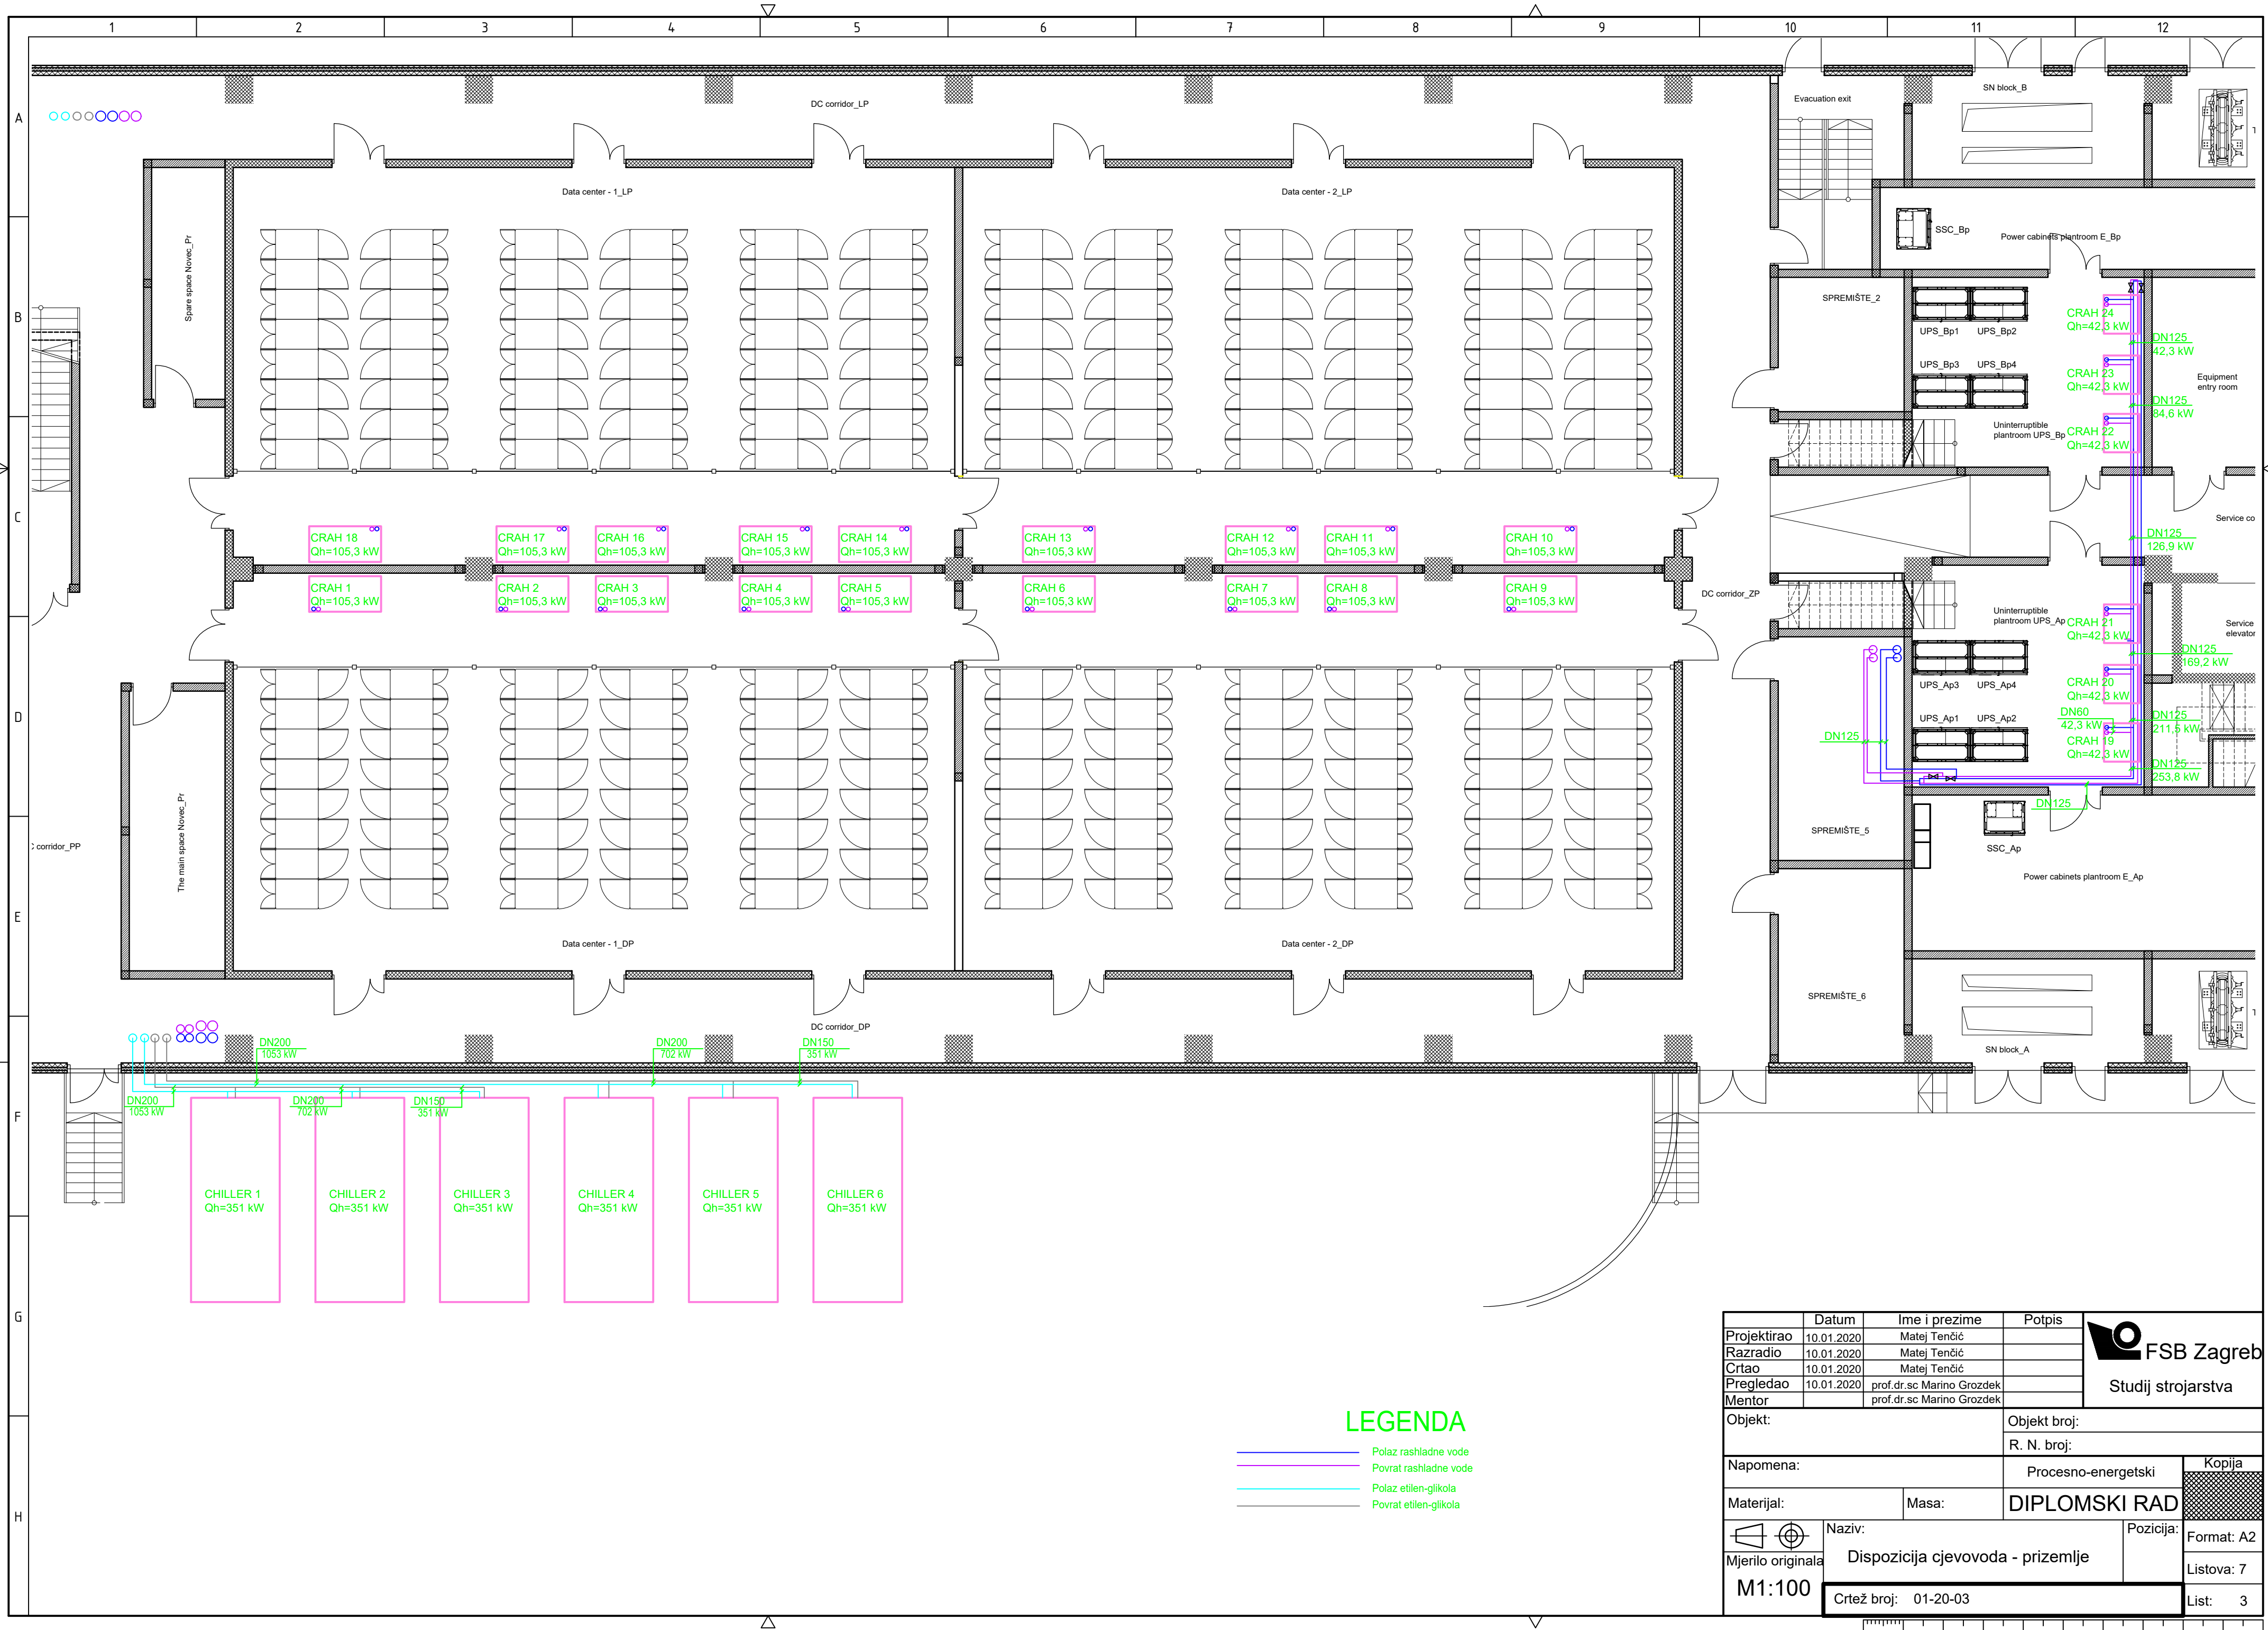 1 2 3 4 5 6 7 8 9 10 11 12
A
B
C
D
E
F
G
H
DC corridor_LP
Evacuation exit
SN block_B
Data center - 1_LP
Data center - 2_LP
Spare space Novec_Pr
SSC_Bp
Power cabinets plantroom E_Bp
SPREMIŠTE_2
UPS_Bp1
UPS_Bp2
UPS_Bp3
UPS_Bp4
CRAH 24
Qh=42,3 kW
DN125
42,3 kW
CRAH 23
Qh=42,3 kW
DN125
84,6 kW
Equipment
entry room
Uninterruptible
plantroom UPS_Bp
CRAH 22
Qh=42,3 kW
Service co
DN125
126,9 kW
CRAH 18
Qh=105,3 kW
CRAH 17
Qh=105,3 kW
CRAH 16
Qh=105,3 kW
CRAH 15
Qh=105,3 kW
CRAH 14
Qh=105,3 kW
CRAH 13
Qh=105,3 kW
CRAH 12
Qh=105,3 kW
CRAH 11
Qh=105,3 kW
CRAH 10
Qh=105,3 kW
CRAH 1
Qh=105,3 kW
CRAH 2
Qh=105,3 kW
CRAH 3
Qh=105,3 kW
CRAH 4
Qh=105,3 kW
CRAH 5
Qh=105,3 kW
CRAH 6
Qh=105,3 kW
CRAH 7
Qh=105,3 kW
CRAH 8
Qh=105,3 kW
CRAH 9
Qh=105,3 kW
DC corridor_ZP
Uninterruptible
plantroom UPS_Ap
CRAH 21
Qh=42,3 kW
Service
elevator
DN125
169,2 kW
UPS_Ap3
UPS_Ap4
CRAH 20
Qh=42,3 kW
UPS_Ap1
UPS_Ap2
DN60
42,3 kW
DN125
211,5 kW
CRAH 19
Qh=42,3 kW
DN125
DN125
253,8 kW
DN125
The main space Novec_Pr
corridor_PP
SPREMIŠTE_5
SSC_Ap
Power cabinets plantroom E_Ap
Data center - 1_DP
Data center - 2_DP
SPREMIŠTE_6
DC corridor_DP
SN block_A
DN200
1053 kW
DN200
702 kW
DN150
351 kW
DN200
1053 kW
DN200
702 kW
DN150
351 kW
CHILLER 1
Qh=351 kW
CHILLER 2
Qh=351 kW
CHILLER 3
Qh=351 kW
CHILLER 4
Qh=351 kW
CHILLER 5
Qh=351 kW
CHILLER 6
Qh=351 kW
LEGENDA
Polaz rashladne vode
Povrat rashladne vode
Polaz etilen-glikola
Povrat etilen-glikola
Datum Ime i prezime Potpis
Projektirao 10.01.2020 Matej Tenčić
Razradio 10.01.2020 Matej Tenčić
Crtao 10.01.2020 Matej Tenčić
Pregledao 10.01.2020 prof.dr.sc Marino Grozdek
Mentor prof.dr.sc Marino Grozdek
FSB Zagreb
Studij strojarstva
Objekt:
Objekt broj:
R. N. broj:
Napomena:
Procesno-energetski
Kopija
Materijal:
Masa:
DIPLOMSKI RAD
Naziv:
Pozicija:
Format: A2
Mjerilo originala
Dispozicija cjevovoda - prizemlje
Listova: 7
M1:100
Crtež broj: 01-20-03
List: 3